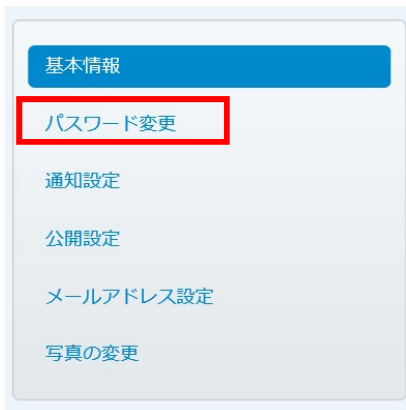 基本情報
パスワード変更
通知設定
公開設定
メールアドレス設定
写真の変更